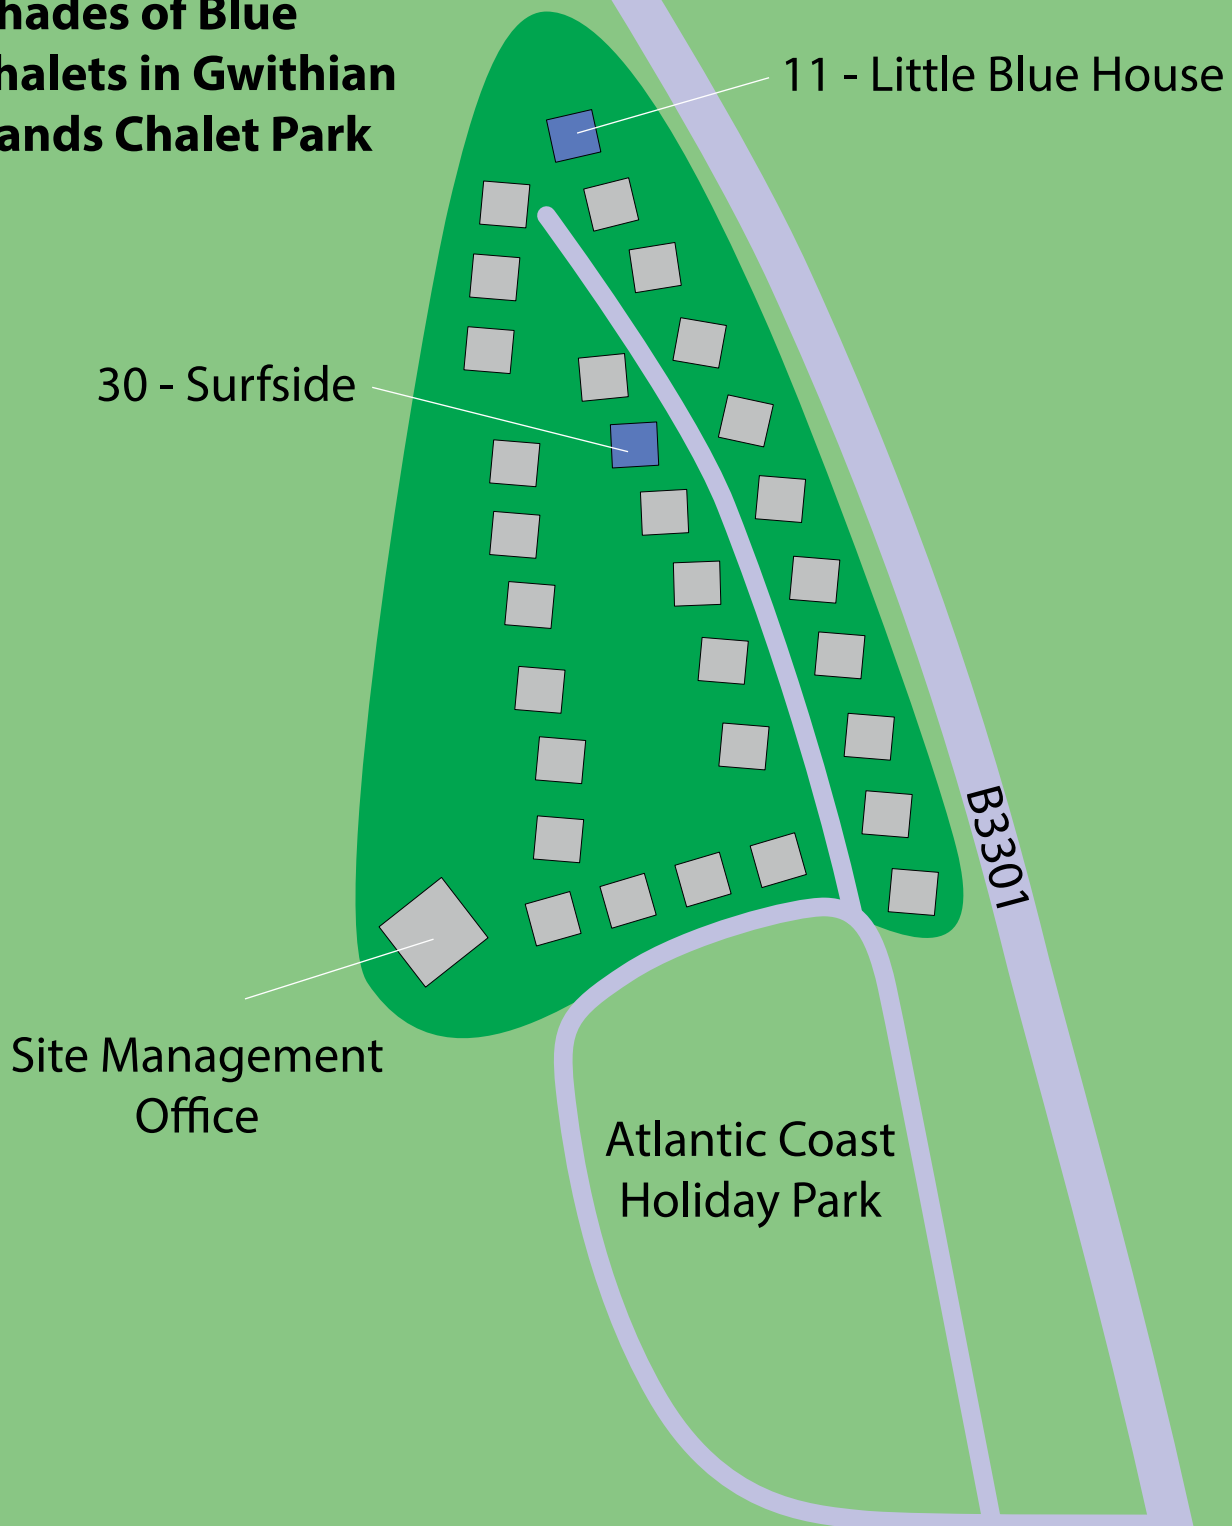 hades of Blue
halets in Gwithian
ands Chalet Park
11 - Little Blue House
30 - Surfside
B3301
Site Management
Office
Atlantic Coast
Holiday Park